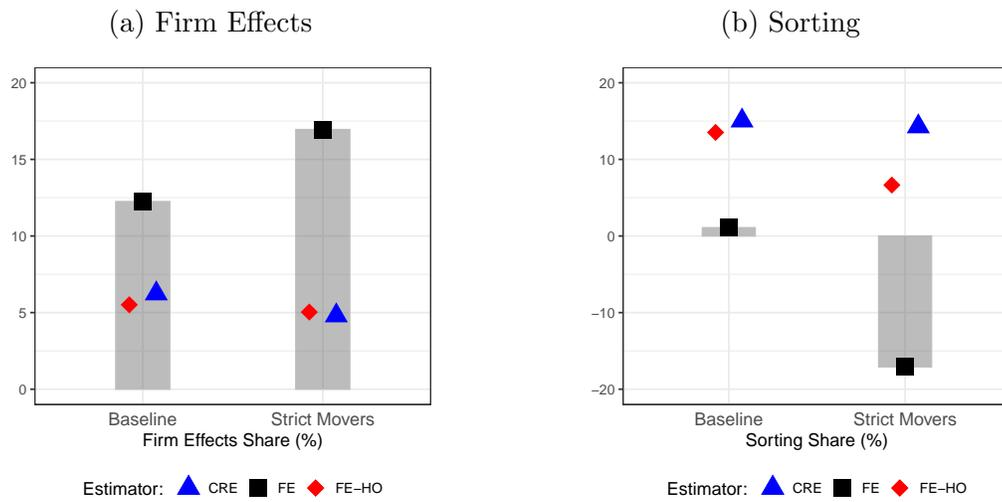 (a) Firm Effects
20
15
10
5
0
Baseline Strict Movers
Firm Effects Share (%)
Estimator: CRE FE FE−HO
(b) Sorting
20
10
0
−10
−20
Baseline Strict Movers
Sorting Share (%)
Estimator: CRE FE FE−HO